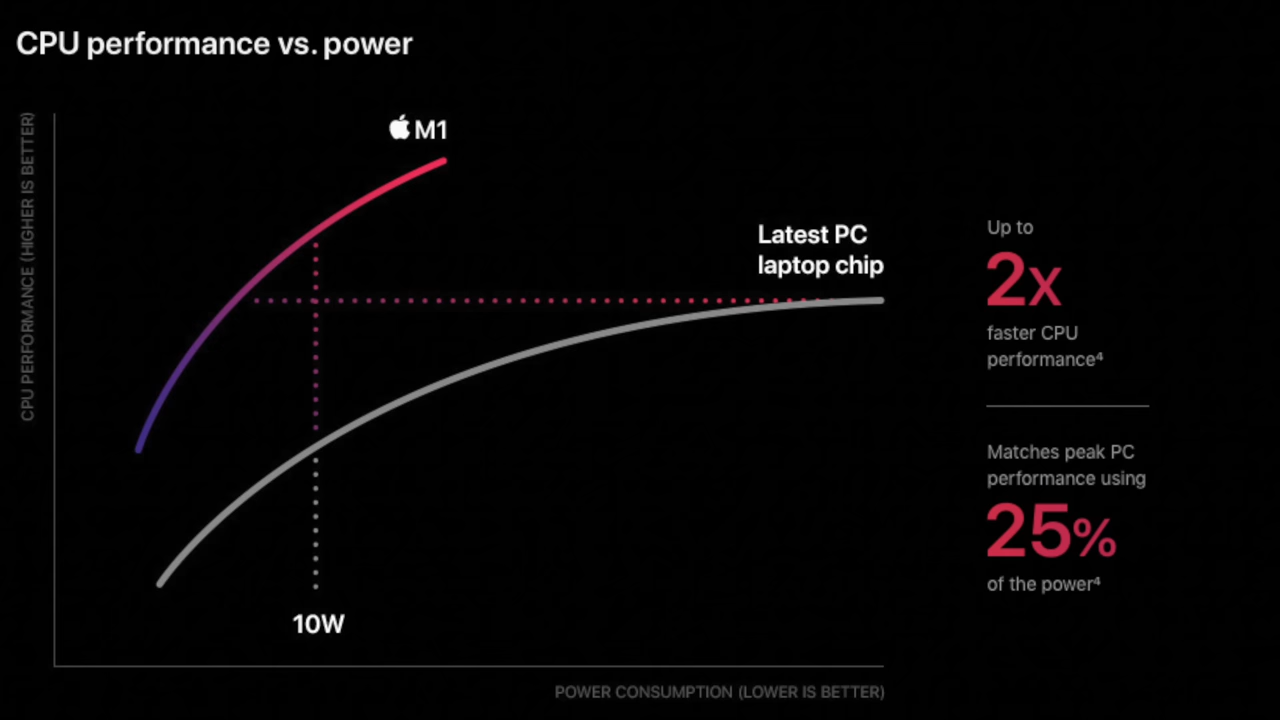 CPU performance vs. power
CPU PERFORMANCE (HIGHER IS BETTER)
M1
Latest PC
laptop chip
10W
POWER CONSUMPTION (LOWER IS BETTER)
Up to
2x
faster CPU
performance⁴
Matches peak PC
performance using
25%
of the power⁴